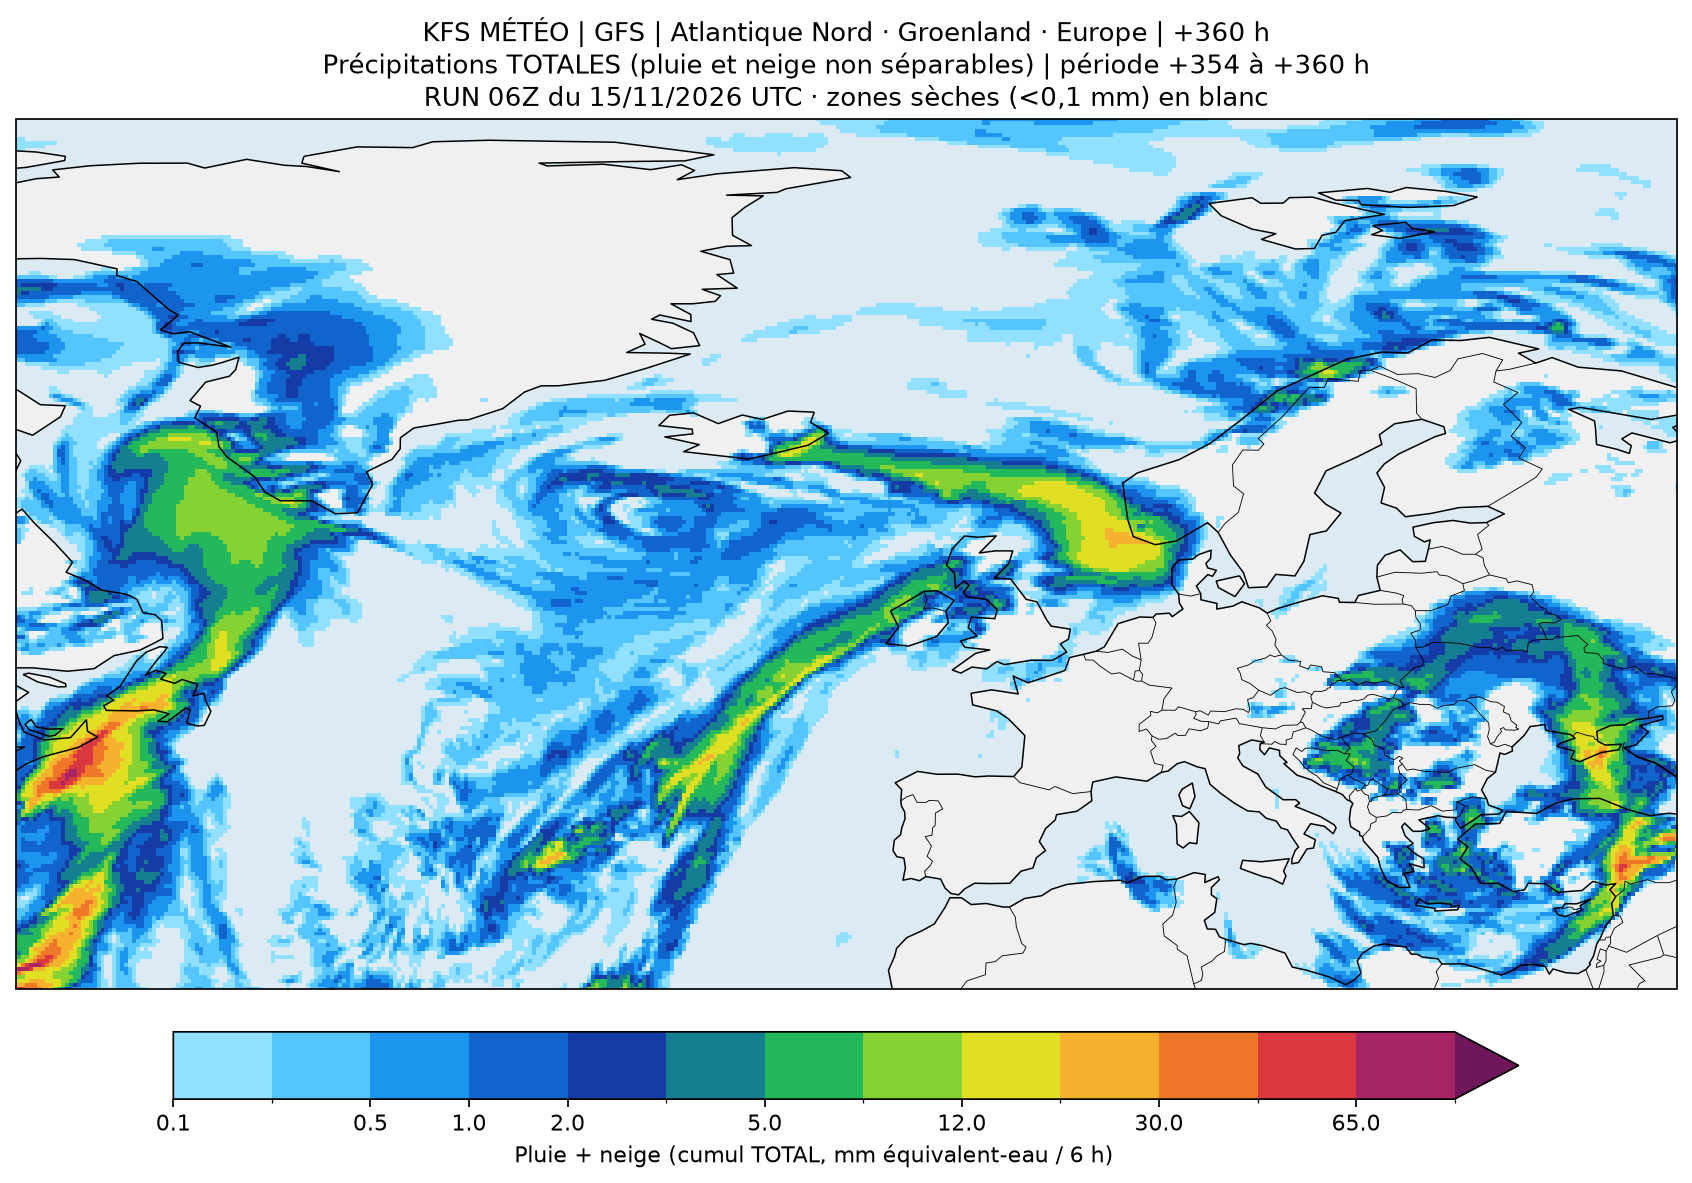 KFS MÉTÉO | GFS | Atlantique Nord · Groenland · Europe | +360 h
Précipitations TOTALES (pluie et neige non séparables) | période +354 à +360 h
RUN 06Z du 15/11/2026 UTC · zones sèches (<0,1 mm) en blanc
0.1 0.5 1.0 2.0 5.0 12.0 30.0 65.0
Pluie + neige (cumul TOTAL, mm équivalent-eau / 6 h)